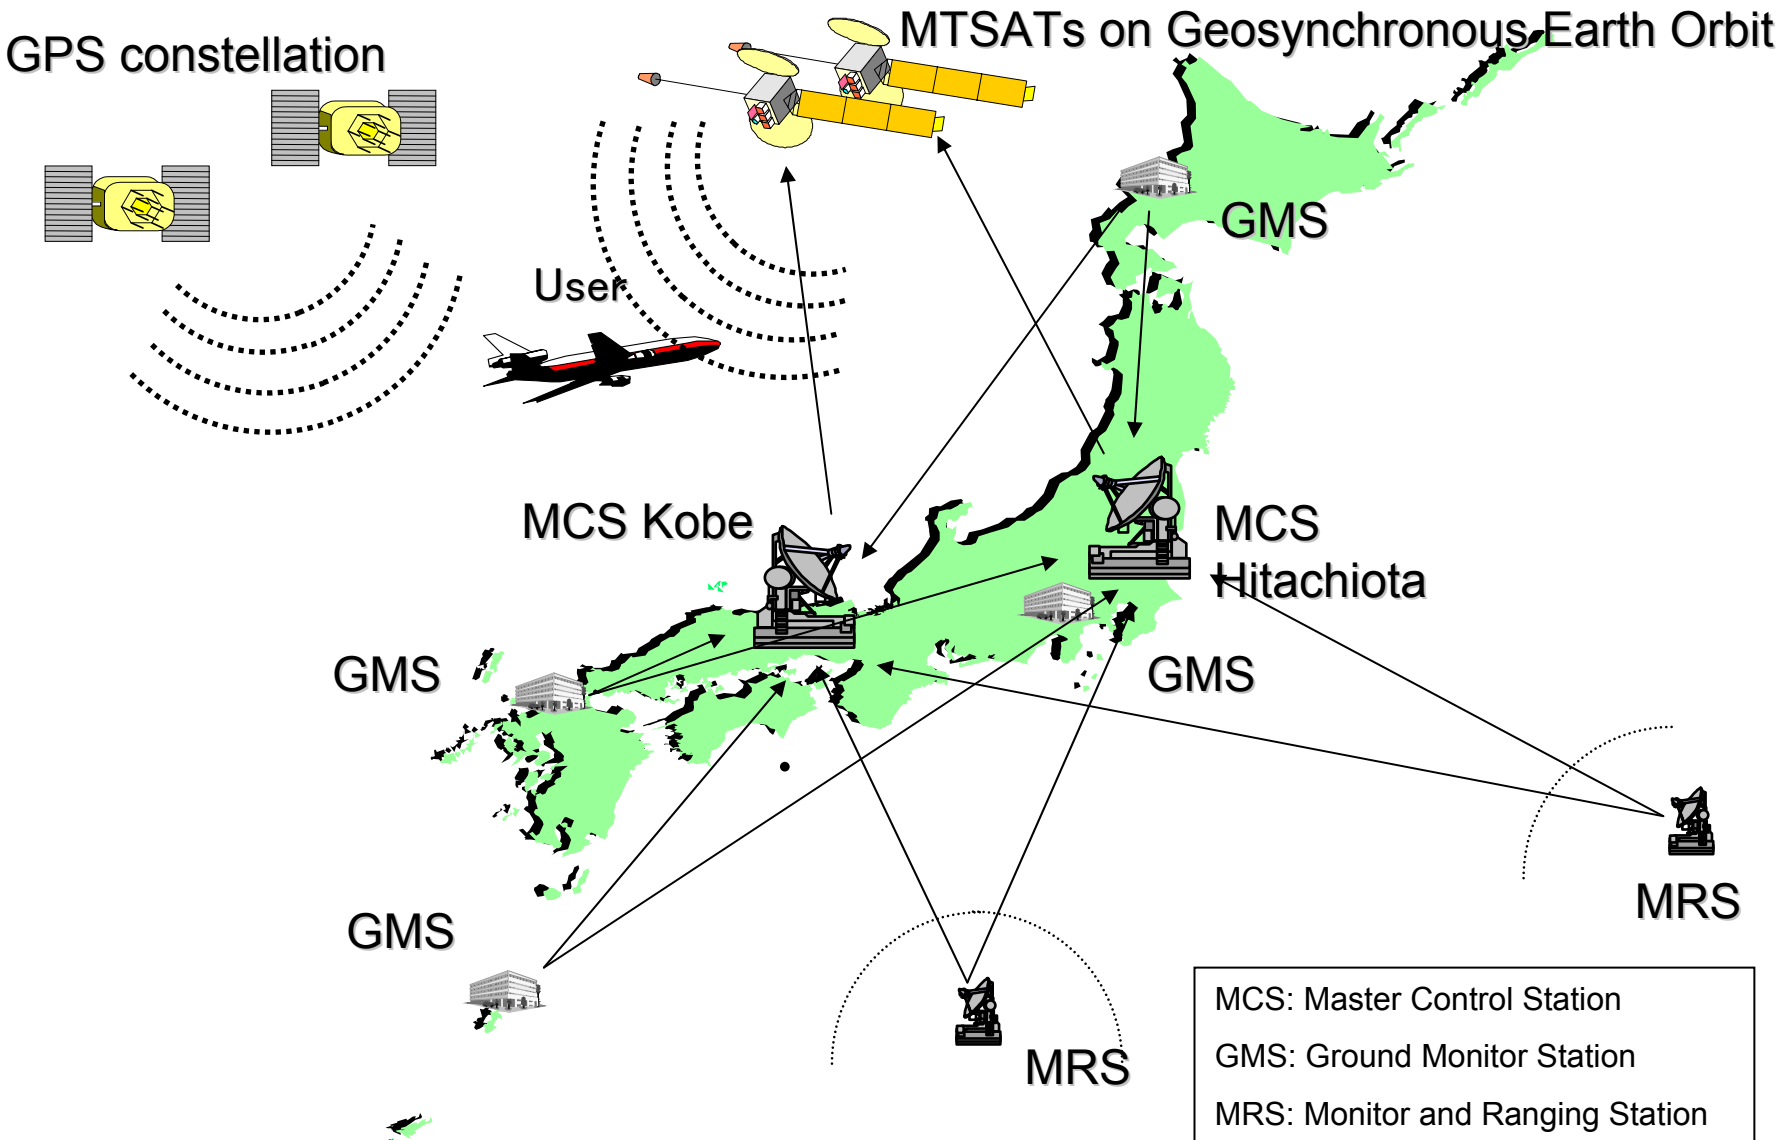 GPS constellation
MTSATs on Geosynchronous Earth Orbit
GMS
User
MCS Kobe
MCS
Hitachiota
GMS
GMS
GMS
MRS
MRS
MCS: Master Control Station
GMS: Ground Monitor Station
MRS: Monitor and Ranging Station